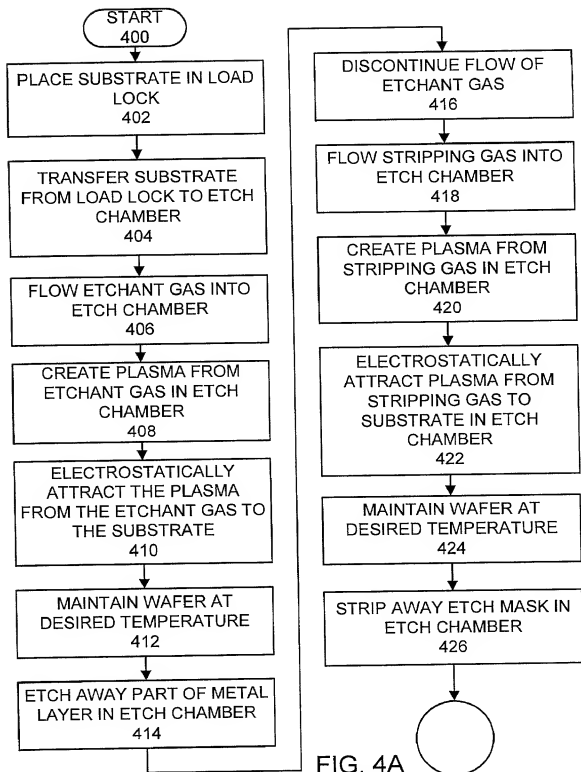 START
400
PLACE SUBSTRATE IN LOAD
LOCK
402
TRANSFER SUBSTRATE
FROM LOAD LOCK TO ETCH
CHAMBER
404
FLOW ETCHANT GAS INTO
ETCH CHAMBER
406
CREATE PLASMA FROM
ETCHANT GAS IN ETCH
CHAMBER
408
ELECTROSTATICALLY
ATTRACT THE PLASMA
FROM THE ETCHANT GAS TO
THE SUBSTRATE
410
MAINTAIN WAFER AT
DESIRED TEMPERATURE
412
ETCH AWAY PART OF METAL
LAYER IN ETCH CHAMBER
414
DISCONTINUE FLOW OF
ETCHANT GAS
416
FLOW STRIPPING GAS INTO
ETCH CHAMBER
418
CREATE PLASMA FROM
STRIPPING GAS IN ETCH
CHAMBER
420
ELECTROSTATICALLY
ATTRACT PLASMA FROM
STRIPPING GAS TO
SUBSTRATE IN ETCH
CHAMBER
422
MAINTAIN WAFER AT
DESIRED TEMPERATURE
424
STRIP AWAY ETCH MASK IN
ETCH CHAMBER
426
FIG. 4A